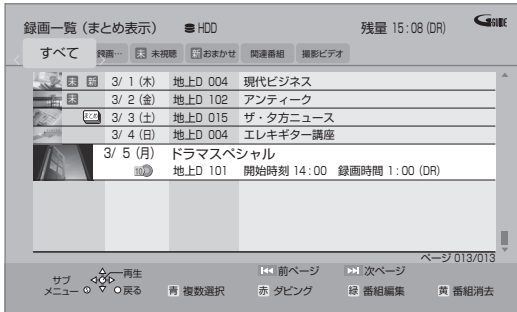 録画一覧 (まとめ表示) HDD 残量 15:08 (DR) G-GUIDE
すべて 録画… 未 未視聴 新 おまかせ 関連番組 撮影ビデオ
未 新 3/ 1 (木) 地上D 004 現代ビジネス
未 3/ 2 (金) 地上D 102 アンティーク
まとめ 3/ 3 (土) 地上D 015 ザ・タ方ニュース
3/ 4 (日) 地上D 004 エレキギター講座
3/ 5 (月) ドラマスペシャル
地上D 101 開始時刻 14:00 録画時間 1:00 (DR)
ページ 013/013
サブメニュー 再生 戻る 前ページ 次ページ
青 複数選択 赤 ダビング 緑 番組編集 黄 番組消去